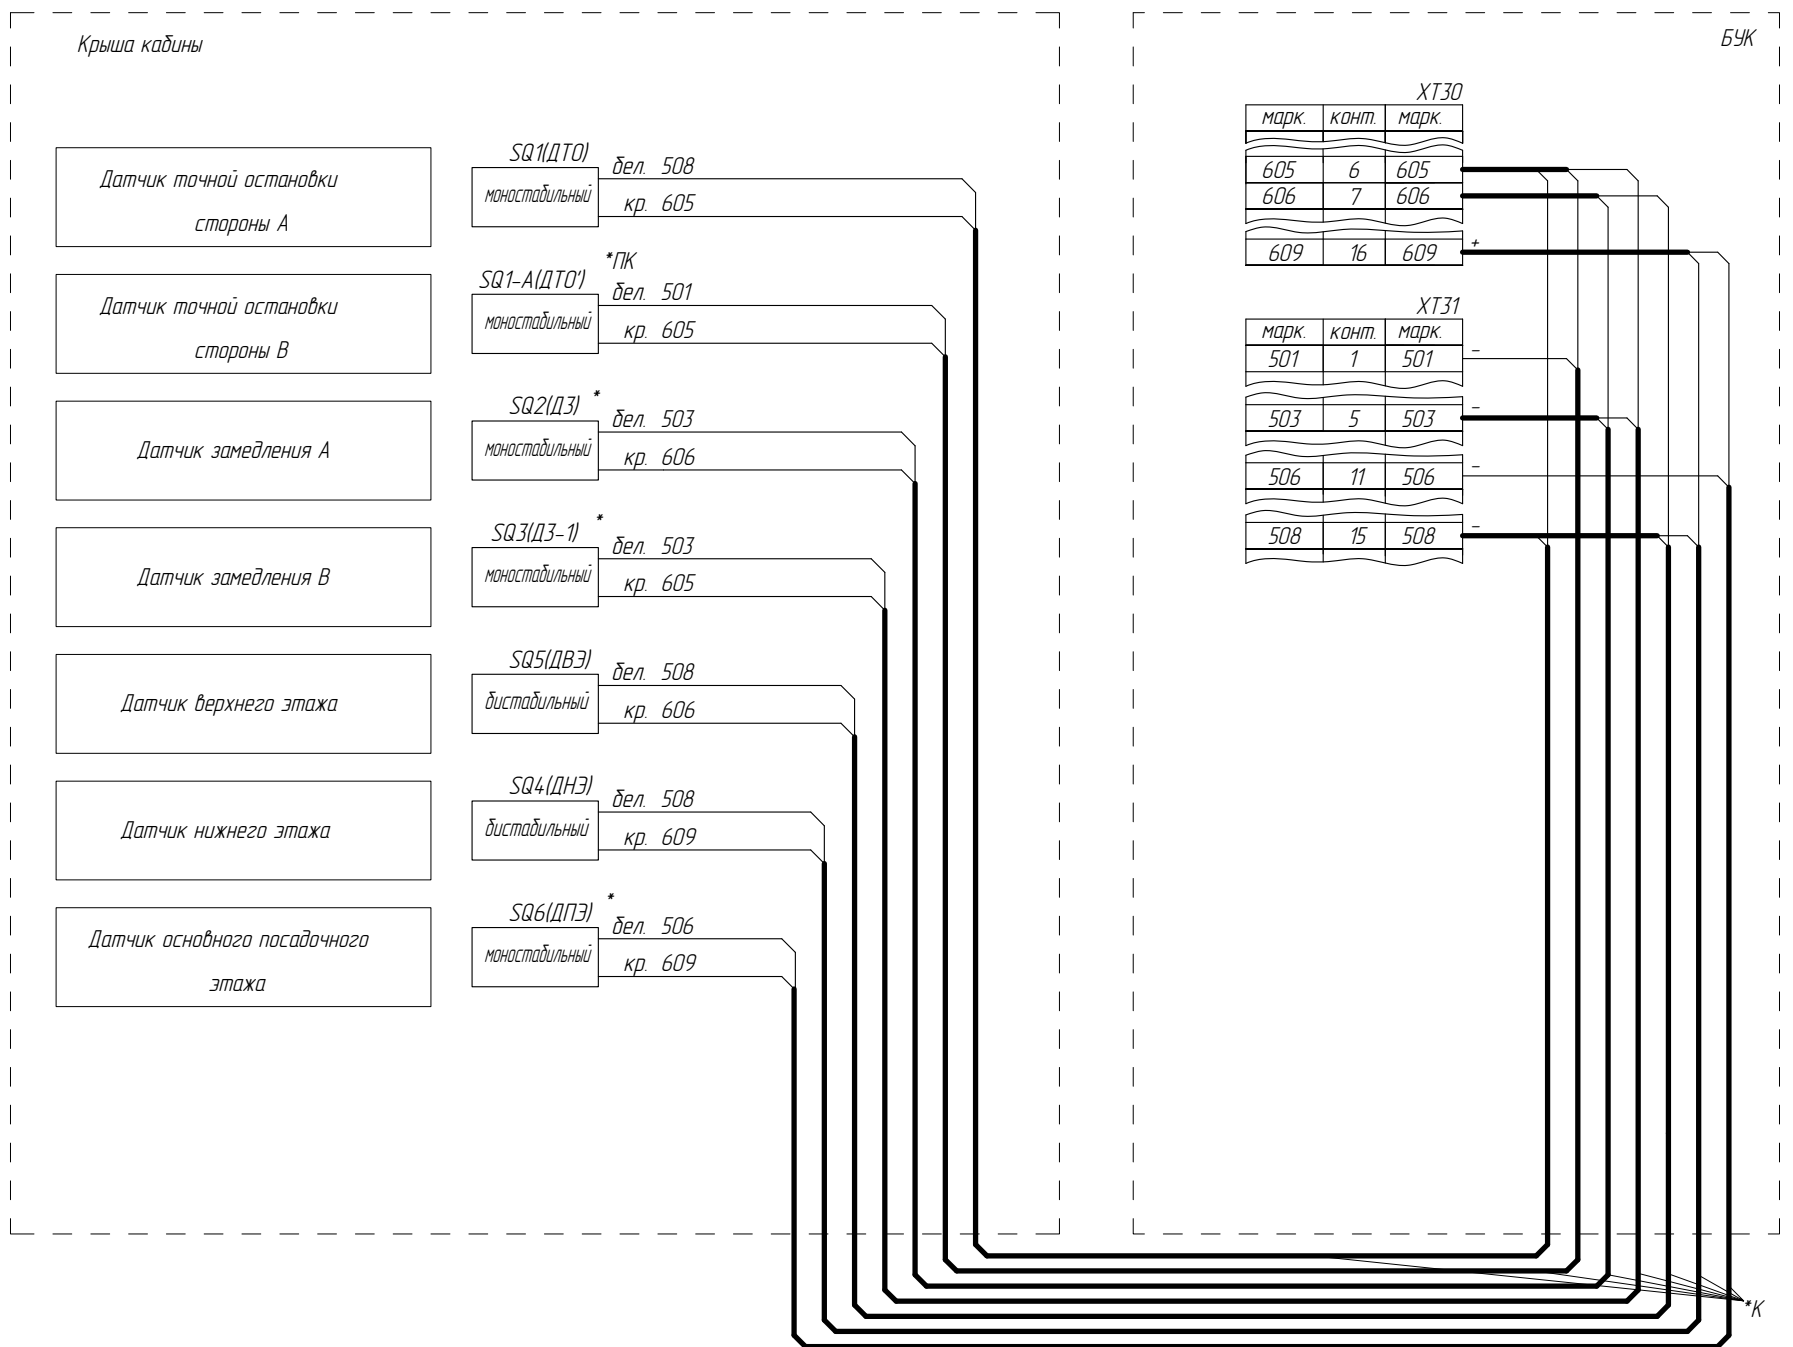 Крыша кабины
БУК
Датчик точной остановки
стороны А
SQ1(ДТО)
моностабильный
бел. 508
кр. 605
Датчик точной остановки
стороны В
*ПК
SQ1-А(ДТО')
моностабильный
бел. 501
кр. 605
Датчик замедления А
SQ2(ДЗ) *
моностабильный
бел. 503
кр. 606
Датчик замедления В
SQ3(ДЗ-1) *
моностабильный
бел. 503
кр. 605
Датчик верхнего этажа
SQ5(ДВЭ)
бистабильный
бел. 508
кр. 606
Датчик нижнего этажа
SQ4(ДНЭ)
бистабильный
бел. 508
кр. 609
Датчик основного посадочного
этажа
SQ6(ДПЭ) *
моностабильный
бел. 506
кр. 609
ХТ30
марк. конт. марк.
605 6 605
606 7 606
609 16 609 +
ХТ31
марк. конт. марк.
501 1 501 -
503 5 503 -
506 11 506 -
508 15 508 -
*К